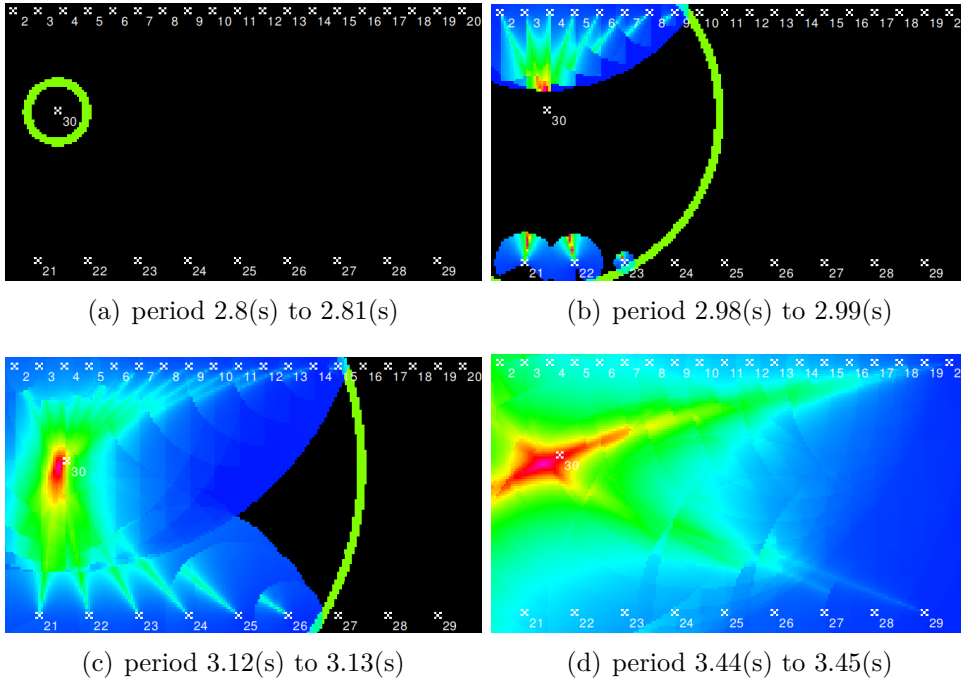 2 3 4 5 6 7 8 9 10 11 12 13 14 15 16 17 18 19 20
30
21 22 23 24 25 26 27 28 29
(a) period 2.8(s) to 2.81(s)
2 3 4 5 6 7 8 9 10 11 12 13 14 15 16 17 18 19 20
30
21 22 23 24 25 26 27 28 29
(b) period 2.98(s) to 2.99(s)
2 3 4 5 6 7 8 9 10 11 12 13 14 15 16 17 18 19 20
30
21 22 23 24 25 26 27 28 29
(c) period 3.12(s) to 3.13(s)
2 3 4 5 6 7 8 9 10 11 12 13 14 15 16 17 18 19 2
30
21 22 23 24 25 26 27 28 29
(d) period 3.44(s) to 3.45(s)